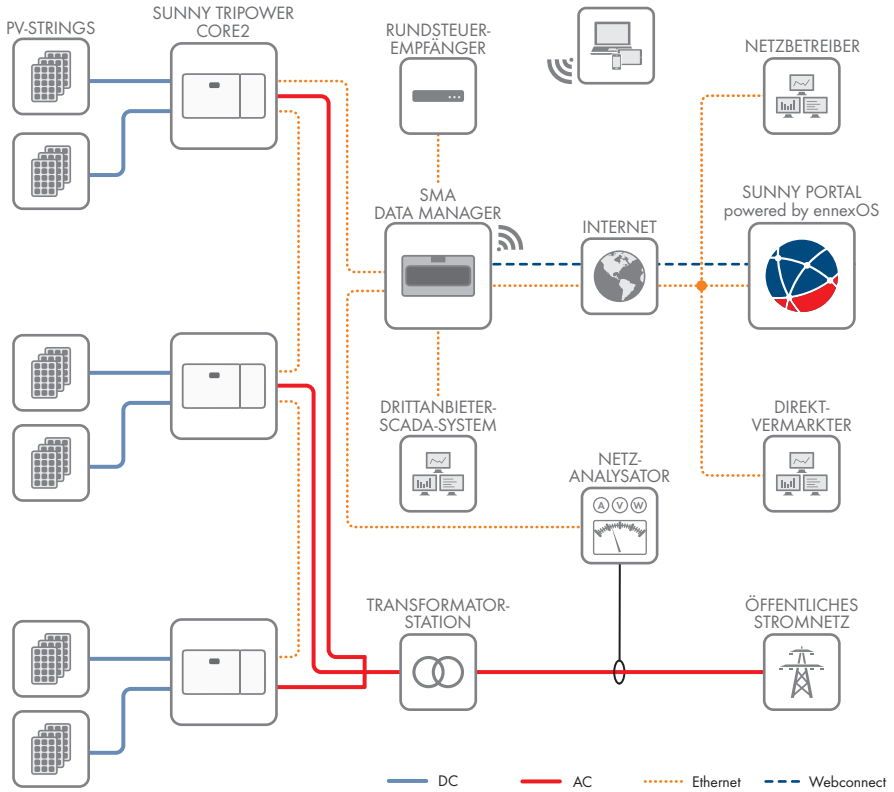 PV-STRINGS
SUNNY TRIPOWER
CORE2
RUNDSTEUER-
EMPFÄNGER
NETZBETREIBER
SMA
DATA MANAGER
INTERNET
SUNNY PORTAL
powered by ennexOS
DRITTANBIETER-
SCADA-SYSTEM
NETZ-
ANALYSATOR
A V W
DIREKT-
VERMARKTER
TRANSFORMATOR-
STATION
ÖFFENTLICHES
STROMNETZ
DC
AC
Ethernet
Webconnect